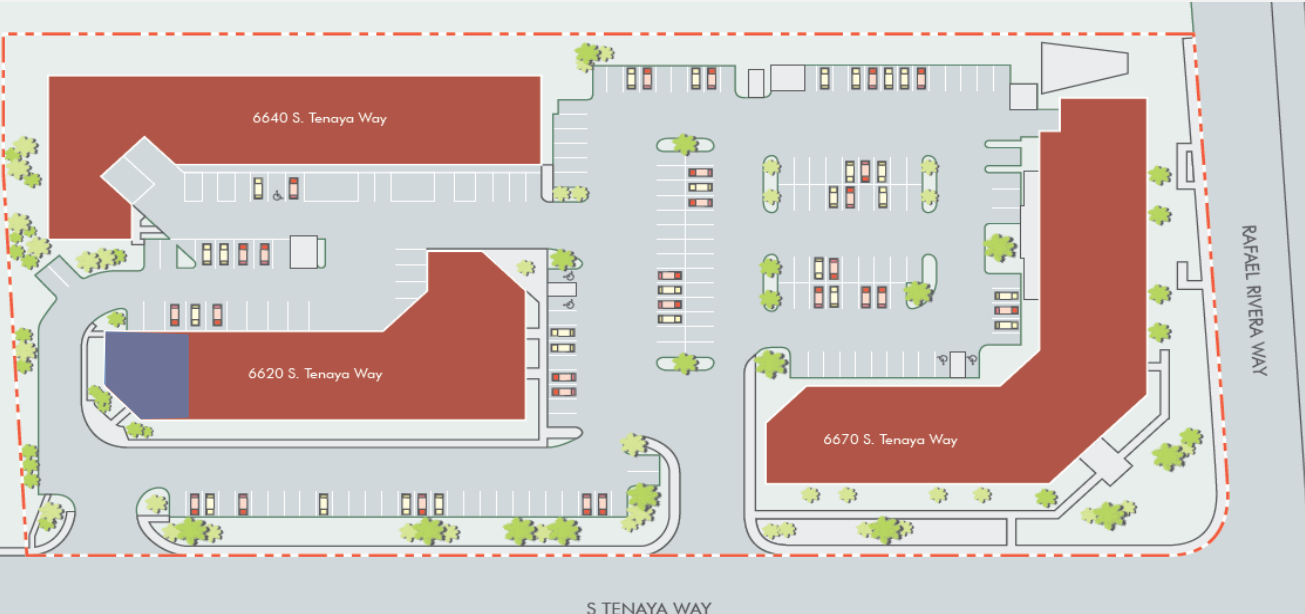 6640 S. Tenaya Way
RAFAEL RIVERA WAY
6620 S. Tenaya Way
6670 S. Tenaya Way
S TENAYA WAY